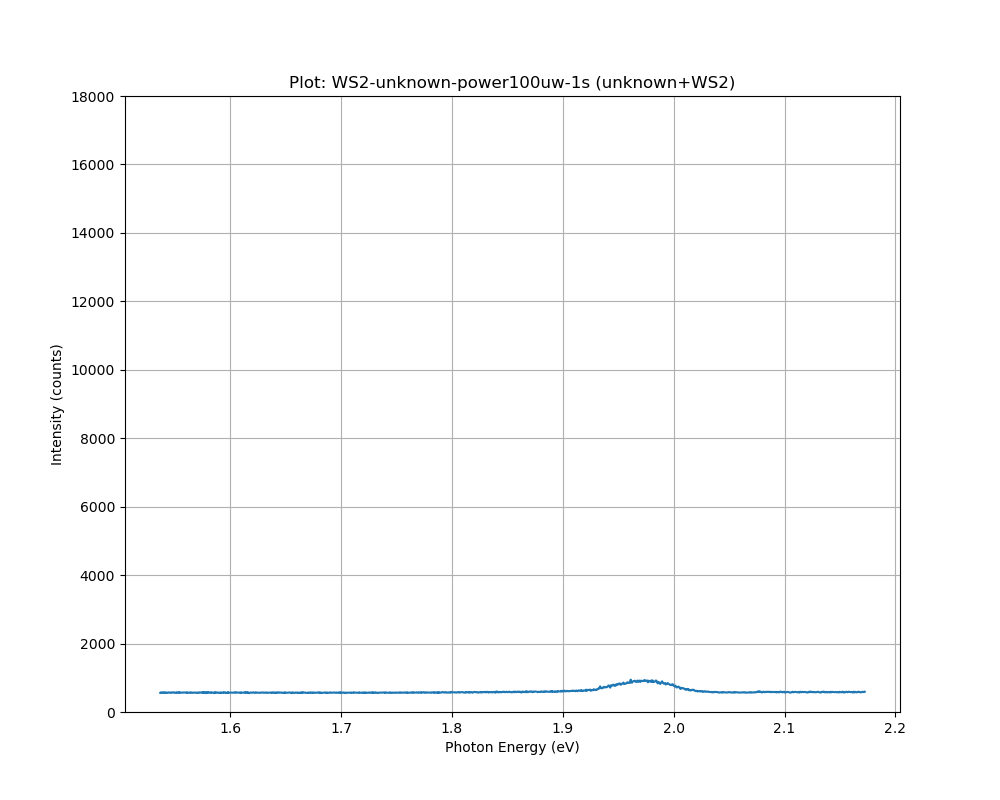 Plot: WS2-unknown-power100uw-1s (unknown+WS2)
18000
16000
14000
12000
10000
8000
6000
4000
2000
0
Intensity (counts)
1.6 1.7 1.8 1.9 2.0 2.1 2.2
Photon Energy (eV)